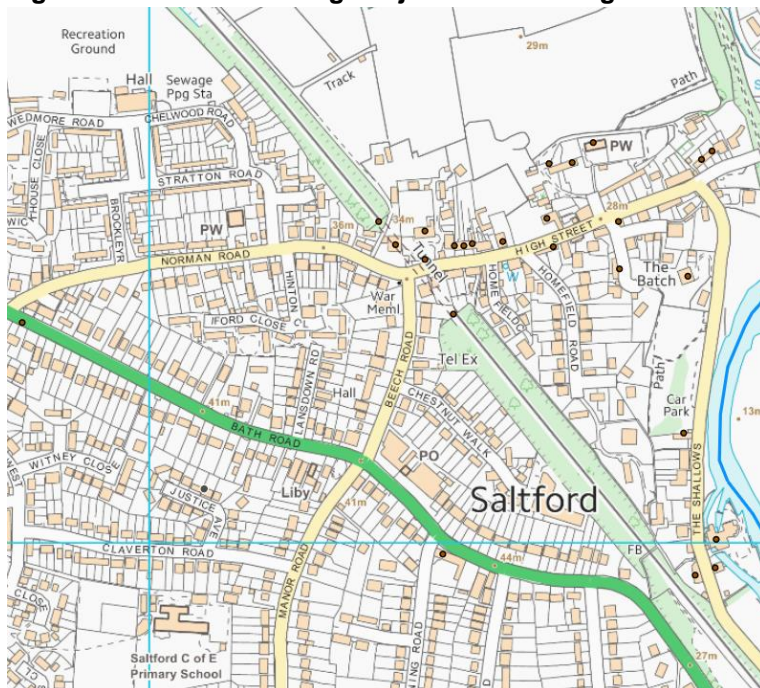 Recreation
Ground
29m
Hall
Sewage
Ppg Sta
Track
Path
WEDMORE ROAD
CHELWOOD ROAD
PW
STRATTON ROAD
PW
28m
36m
34m
HIGH STREET
Tunnel
NORMAN ROAD
HINTON CL
W
The
Batch
War
Meml
HOMEFIELD ROAD
IFORD CLOSE
Tel Ex
BEECH ROAD
LANSDOWN RD
Hall
Path
Car
Park
CHESTNUT WALK
41m
13m
BATH ROAD
PO
WITNEY CLOSE
Liby
41m
Saltford
THE SHALLOWS
JUSTICE
AVE
CLAVERTON ROAD
44m
FB
MANOR ROAD
CLOSE
27m
Saltford C of E
Primary School